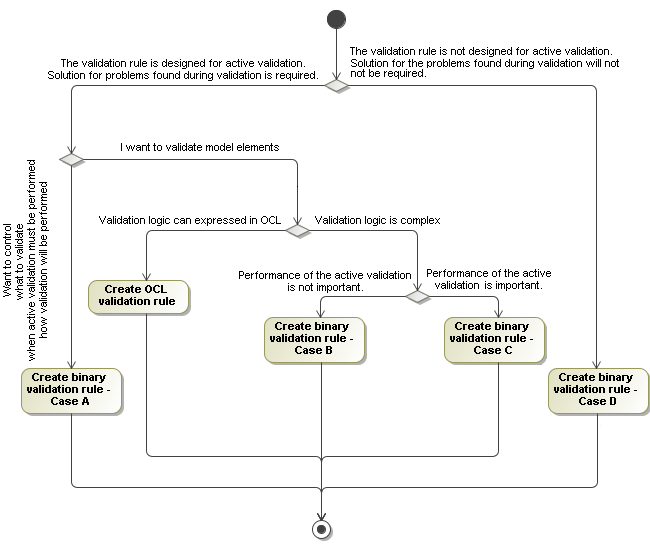 The validation rule is not designed for active validation.
Solution for the problems found during validation will not
not be required.
The validation rule is designed for active validation.
Solution for problems found during validation is required.
I want to validate model elements
Want to control
what to validate
when active validation must be performed
how validation will be performed
Validation logic can expressed in OCL
Validation logic is complex
Performance of the active validation
is not important.
Performance of the active
validation is important.
Create OCL
validation rule
Create binary
validation rule -
Case B
Create binary
validation rule -
Case C
Create binary
validation rule -
Case A
Create binary
validation rule -
Case D